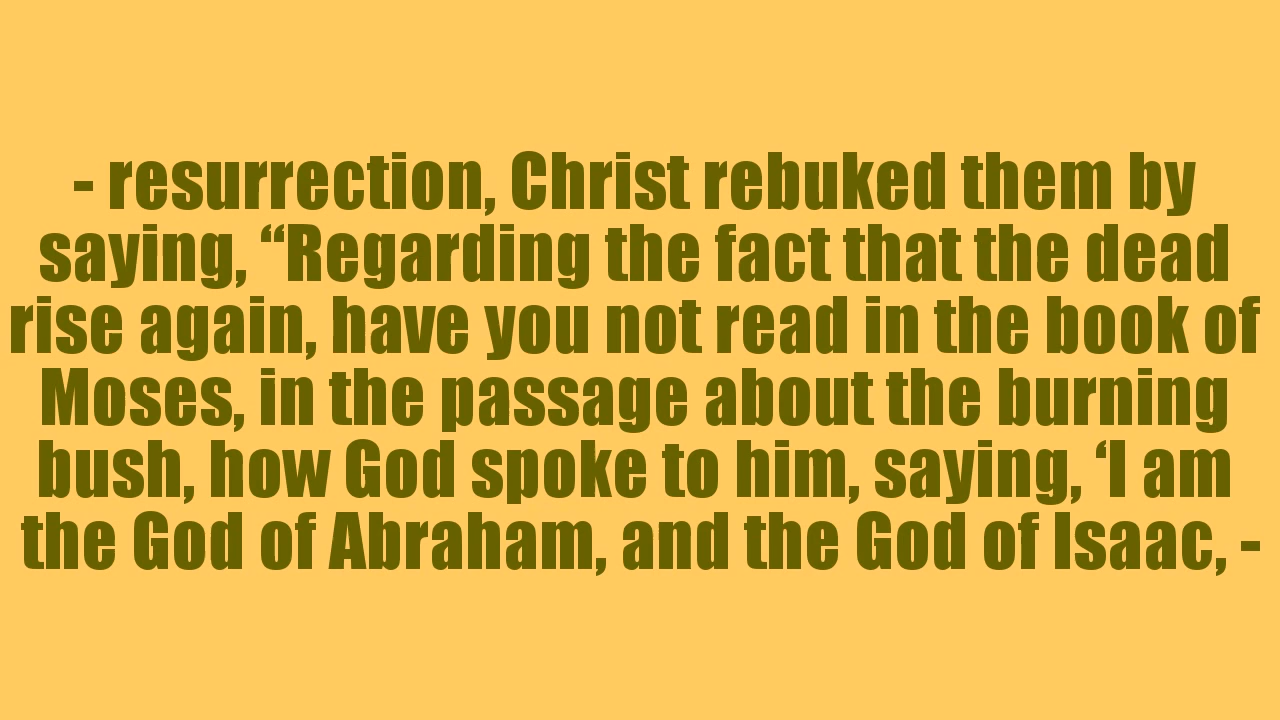 - resurrection, Christ rebuked them by
saying, “Regarding the fact that the dead
rise again, have you not read in the book of
Moses, in the passage about the burning
bush, how God spoke to him, saying, ‘I am
the God of Abraham, and the God of Isaac, -